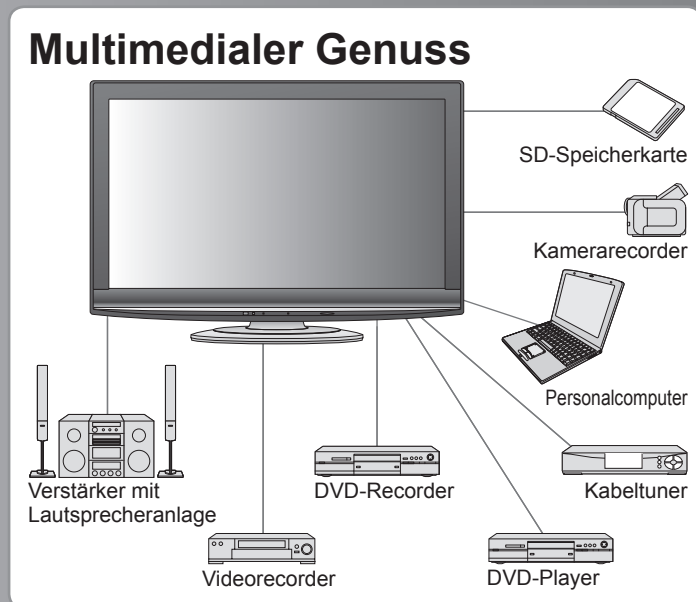 Multimedialer Genuss
SD-Speicherkarte
Kamerarecorder
Personalcomputer
Kabeltuner
DVD-Player
DVD-Recorder
Videorecorder
Verstärker mit
Lautsprecheranlage